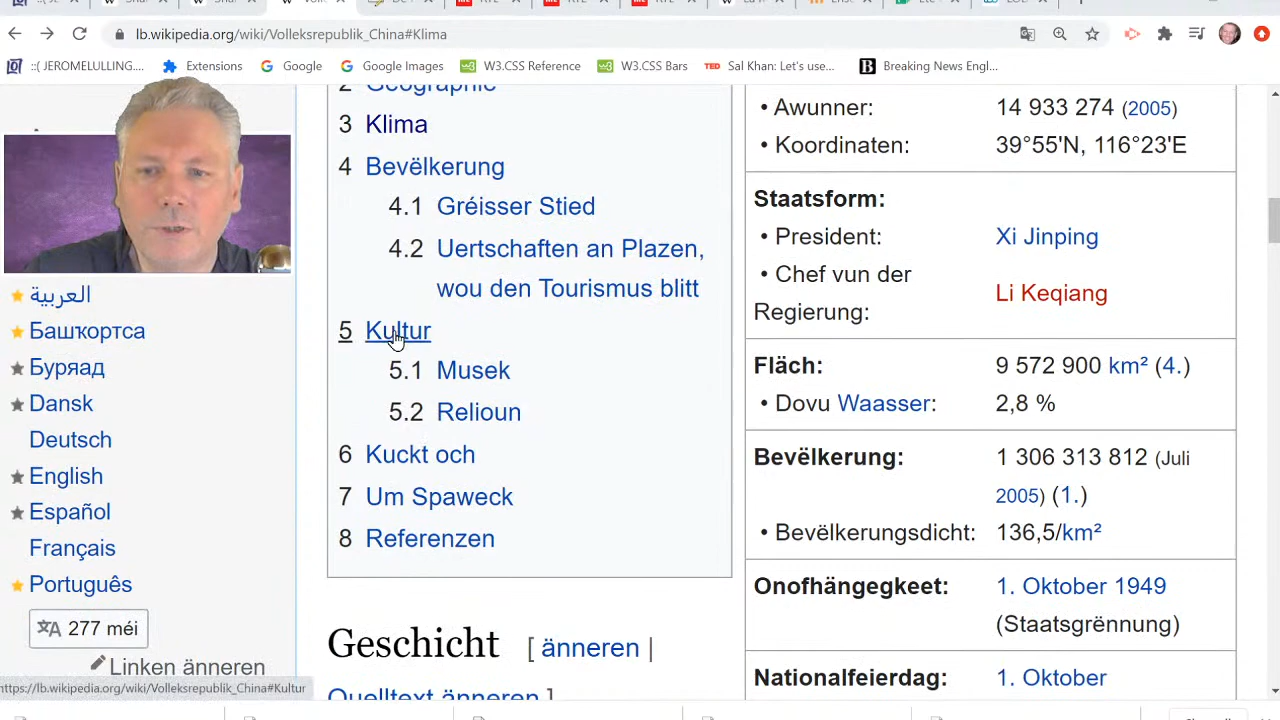 lb.wikipedia.org/wiki/Volleksrepublik_China#Klima
::( JEROMELULLING.... Extensions Google Google Images W3.CSS Reference W3.CSS Bars TED Sal Khan: Let's use... B Breaking News Engl...
2 Geographie
3 Klima
4 Bevëlkerung
4.1 Gréisser Stied
4.2 Uertschaften an Plazen,
wou den Tourismus blitt
5 Kultur
5.1 Musek
5.2 Relioun
6 Kuckt och
7 Um Spaweck
8 Referenzen
Geschicht [ änneren |
Quelltext änneren ]
• Awunner: 14 933 274 (2005)
• Koordinaten: 39°55'N, 116°23'E
Staatsform:
• President: Xi Jinping
• Chef vun der
Regierung: Li Keqiang
Fläch: 9 572 900 km² (4.)
• Dovu Waasser: 2,8 %
Bevëlkerung: 1 306 313 812 (Juli
2005) (1.)
• Bevëlkerungsdicht: 136,5/km²
Onofhängegkeet: 1. Oktober 1949
(Staatsgrënnung)
Nationalfeierdag: 1. Oktober
العربية
Башҡортса
Буряад
Dansk
Deutsch
English
Español
Français
Português
277 méi
Linken änneren
https://lb.wikipedia.org/wiki/Volleksrepublik_China#Kultur